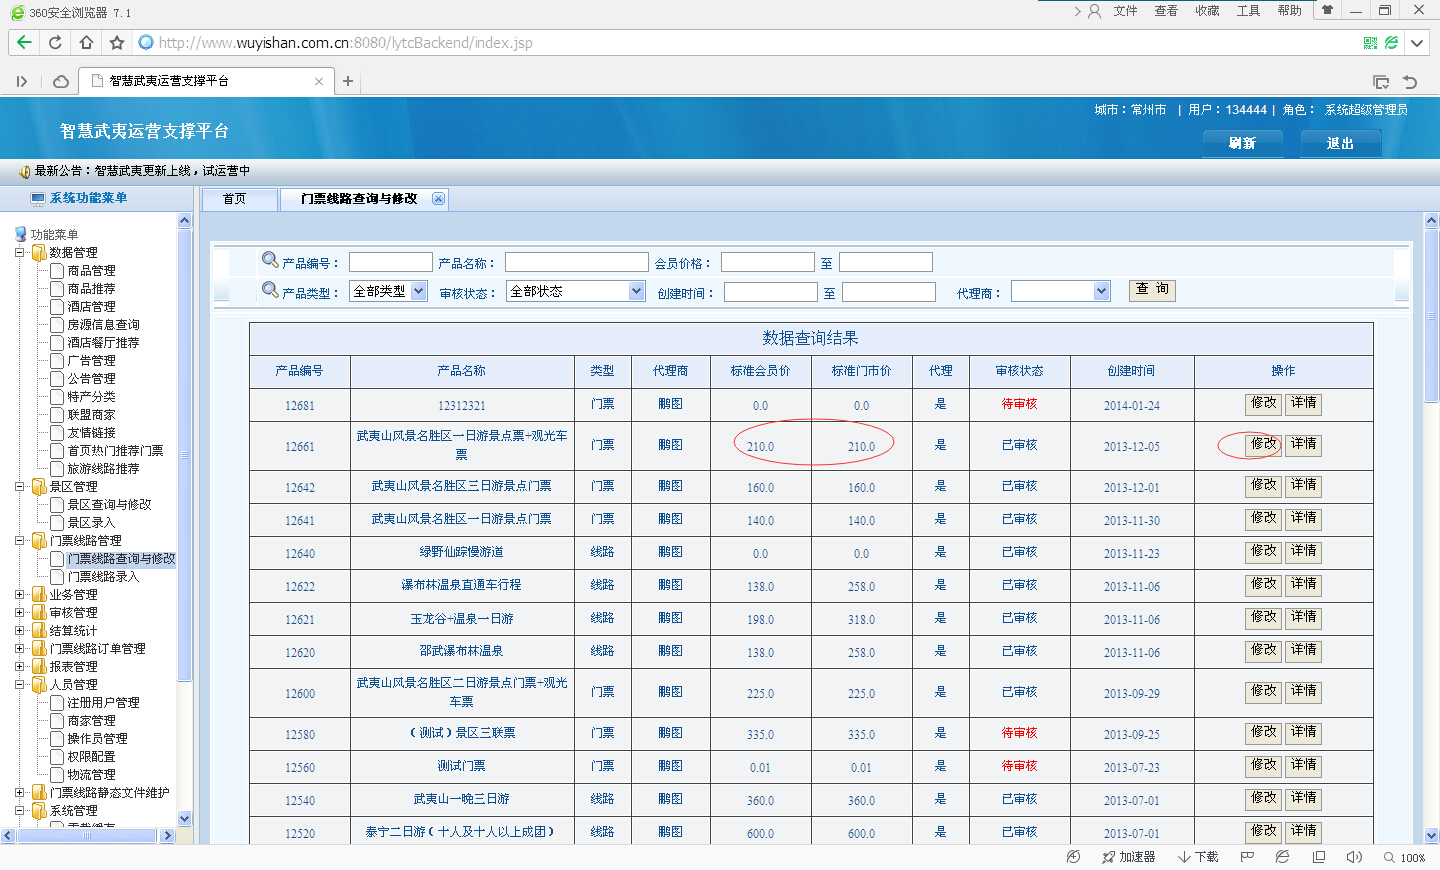 360安全浏览器 7.1
文件 查看 收藏 工具 帮助
http://www.wuyishan.com.cn:8080/lytcBackend/index.jsp
智慧武夷运营支撑平台
城市：常州市 | 用户：134444 | 角色： 系统超级管理员
智慧武夷运营支撑平台
刷新 退出
最新公告：智慧武夷更新上线，试运营中
系统功能菜单
首页 门票线路查询与修改
功能菜单
数据管理
商品管理
商品推荐
酒店管理
房源信息查询
酒店餐厅推荐
广告管理
公告管理
特产分类
联盟商家
友情链接
首页热门推荐门票
旅游线路推荐
景区管理
景区查询与修改
景区录入
门票线路管理
门票线路查询与修改
门票线路录入
业务管理
审核管理
结算统计
门票线路订单管理
报表管理
人员管理
注册用户管理
商家管理
操作员管理
权限配置
物流管理
门票线路静态文件维护
系统管理
产品编号： 产品名称： 会员价格： 至
产品类型： 全部类型 审核状态： 全部状态 创建时间： 至 代理商： 查 询
数据查询结果
产品编号 产品名称 类型 代理商 标准会员价 标准门市价 代理 审核状态 创建时间 操作
12681 12312321 门票 鹏图 0.0 0.0 是 待审核 2014-01-24 修改 详情
12661 武夷山风景名胜区一日游景点票+观光车票 门票 鹏图 210.0 210.0 是 已审核 2013-12-05 修改 详情
12642 武夷山风景名胜区三日游景点门票 门票 鹏图 160.0 160.0 是 已审核 2013-12-01 修改 详情
12641 武夷山风景名胜区一日游景点门票 门票 鹏图 140.0 140.0 是 已审核 2013-11-30 修改 详情
12640 绿野仙踪慢游道 线路 鹏图 0.0 0.0 是 已审核 2013-11-23 修改 详情
12622 瀑布林温泉直通车行程 线路 鹏图 138.0 258.0 是 已审核 2013-11-06 修改 详情
12621 玉龙谷+温泉一日游 线路 鹏图 198.0 318.0 是 已审核 2013-11-06 修改 详情
12620 邵武瀑布林温泉 线路 鹏图 138.0 258.0 是 已审核 2013-11-06 修改 详情
12600 武夷山风景名胜区二日游景点门票+观光车票 门票 鹏图 225.0 225.0 是 已审核 2013-09-29 修改 详情
12580 （测试）景区三联票 门票 鹏图 335.0 335.0 是 待审核 2013-09-25 修改 详情
12560 测试门票 门票 鹏图 0.01 0.01 是 待审核 2013-07-23 修改 详情
12540 武夷山一晚三日游 线路 鹏图 360.0 360.0 是 已审核 2013-07-01 修改 详情
12520 泰宁二日游（十人及十人以上成团） 线路 鹏图 600.0 600.0 是 已审核 2013-07-01 修改 详情
加速器 下载 100%